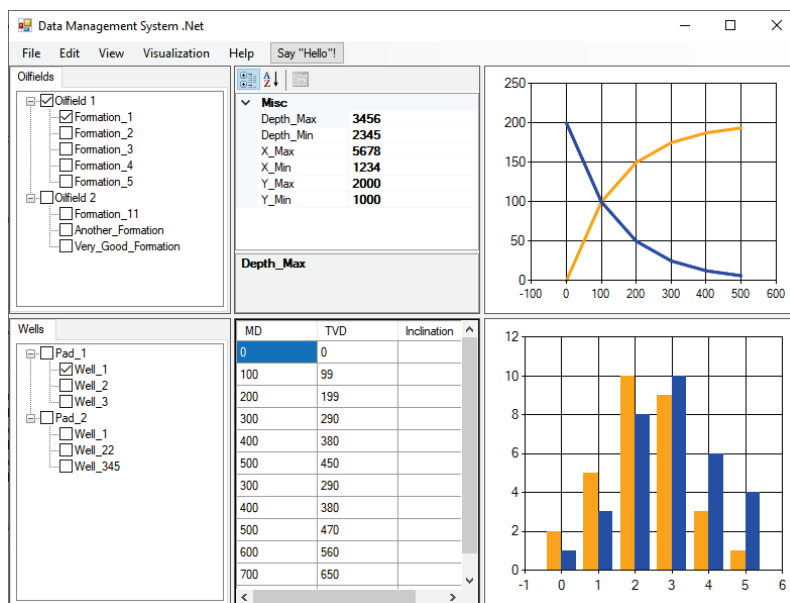 Data Management System .Net
File Edit View Visualization Help Say "Hello"!
Oilfields
Oilfield 1
Formation_1
Formation_2
Formation_3
Formation_4
Formation_5
Oilfield 2
Formation_11
Another_Formation
Very_Good_Formation
Misc
Depth_Max 3456
Depth_Min 2345
X_Max 5678
X_Min 1234
Y_Max 2000
Y_Min 1000
Depth_Max
250
200
150
100
50
0
-100 0 100 200 300 400 500 600
Wells
Pad_1
Well_1
Well_2
Well_3
Pad_2
Well_1
Well_22
Well_345
MD TVD Inclination
0 0
100 99
200 199
300 290
400 380
500 450
300 290
400 380
500 470
600 560
700 650
12
10
8
6
4
2
0
-1 0 1 2 3 4 5 6